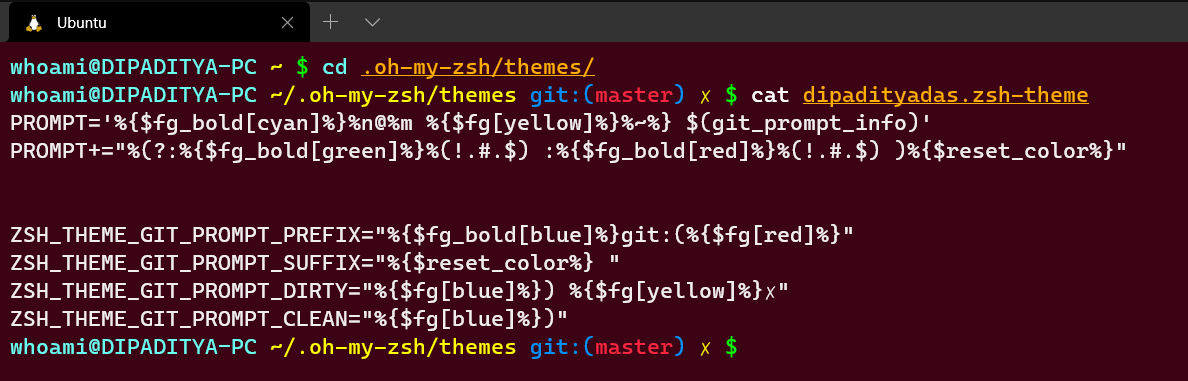 Ubuntu
whoami@DIPADITYA-PC ~ $ cd .oh-my-zsh/themes/
whoami@DIPADITYA-PC ~/.oh-my-zsh/themes git:(master) ✗ $ cat dipadityadas.zsh-theme
PROMPT='%{$fg_bold[cyan]%}%n@%m %{$fg[yellow]%}%~%} $(git_prompt_info)'
PROMPT+="%(?:%{$fg_bold[green]%}%(!.#.$) :%{$fg_bold[red]%}%(!.#.$) )%{$reset_color%}"
ZSH_THEME_GIT_PROMPT_PREFIX="%{$fg_bold[blue]%}git:(%{$fg[red]%}"
ZSH_THEME_GIT_PROMPT_SUFFIX="%{$reset_color%} "
ZSH_THEME_GIT_PROMPT_DIRTY="%{$fg[blue]%}) %{$fg[yellow]%}✗"
ZSH_THEME_GIT_PROMPT_CLEAN="%{$fg[blue]%})"
whoami@DIPADITYA-PC ~/.oh-my-zsh/themes git:(master) ✗ $